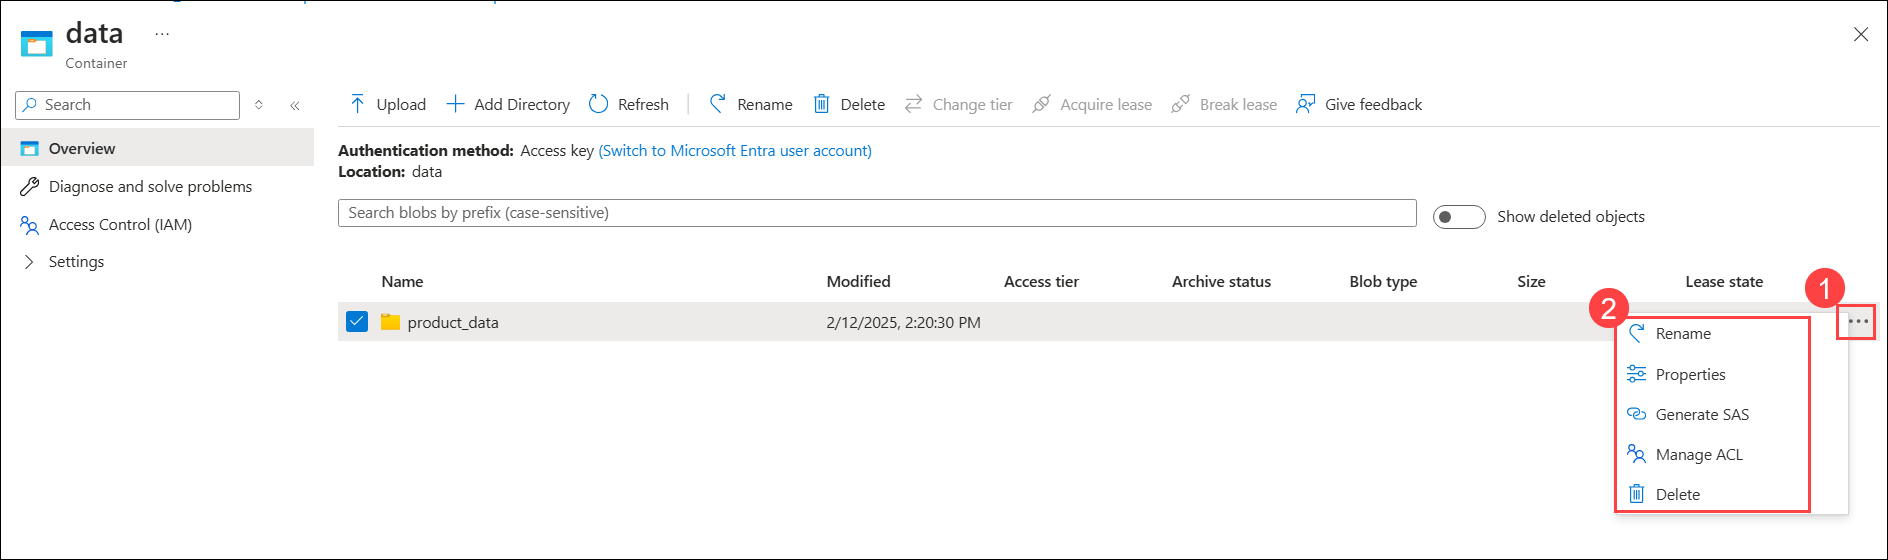 data ...
Container
Search
Upload Add Directory Refresh Rename Delete Change tier Acquire lease Break lease Give feedback
Overview
Diagnose and solve problems
Access Control (IAM)
Settings
Authentication method: Access key (Switch to Microsoft Entra user account)
Location: data
Search blobs by prefix (case-sensitive)
Show deleted objects
Name Modified Access tier Archive status Blob type Size Lease state
1
product_data 2/12/2025, 2:20:30 PM
2
Rename
Properties
Generate SAS
Manage ACL
Delete